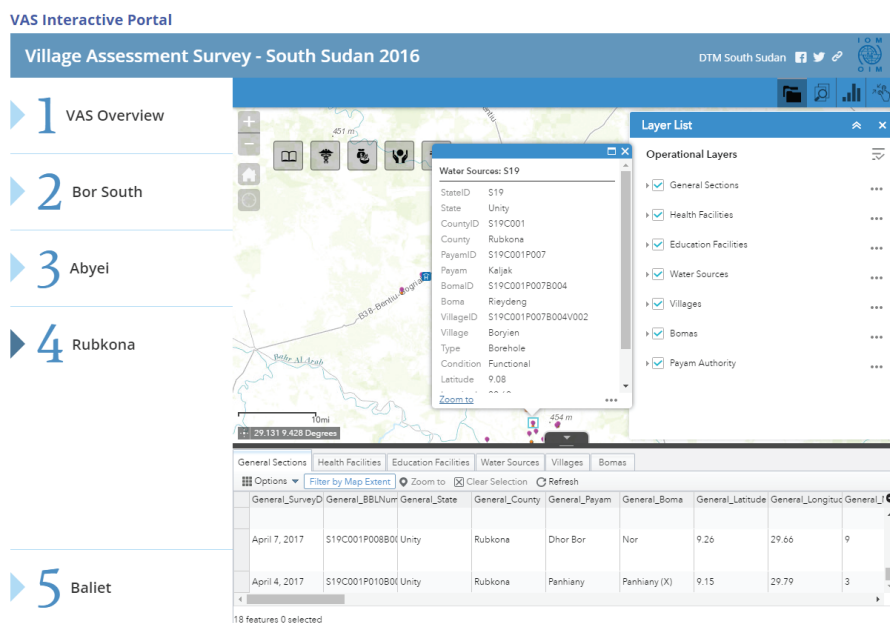 VAS Interactive Portal
Village Assessment Survey - South Sudan 2016
DTM South Sudan
IOM
OIM
1 VAS Overview
2 Bor South
3 Abyei
4 Rubkona
5 Baliet
451 m
Layer List
Operational Layers
General Sections
Health Facilities
Education Facilities
Water Sources
Villages
Bomas
Payam Authority
Water Sources: S19
StateID S19
State Unity
CountyID S19C001
County Rubkona
PayamID S19C001P007
Payam Kaljak
BomaID S19C001P007B004
Boma Rieydeng
VillageID S19C001P007B004V002
Village Boryien
Type Borehole
Condition Functional
Latitude 9.08
Zoom to
Bahr Al Arab
454 m
10mi
29.131 9.428 Degrees
General Sections Health Facilities Education Facilities Water Sources Villages Bomas
Options Filter by Map Extent Zoom to Clear Selection Refresh
General_SurveyD General_BBLNum General_State General_County General_Payam General_Boma General_Latitude General_Longitud
April 7, 2017 S19C001P008B00 Unity Rubkona Dhor Bor Nor 9.26 29.66 9
April 4, 2017 S19C001P010B00 Unity Rubkona Panhiany Panhiany (X) 9.15 29.79 3
18 features 0 selected